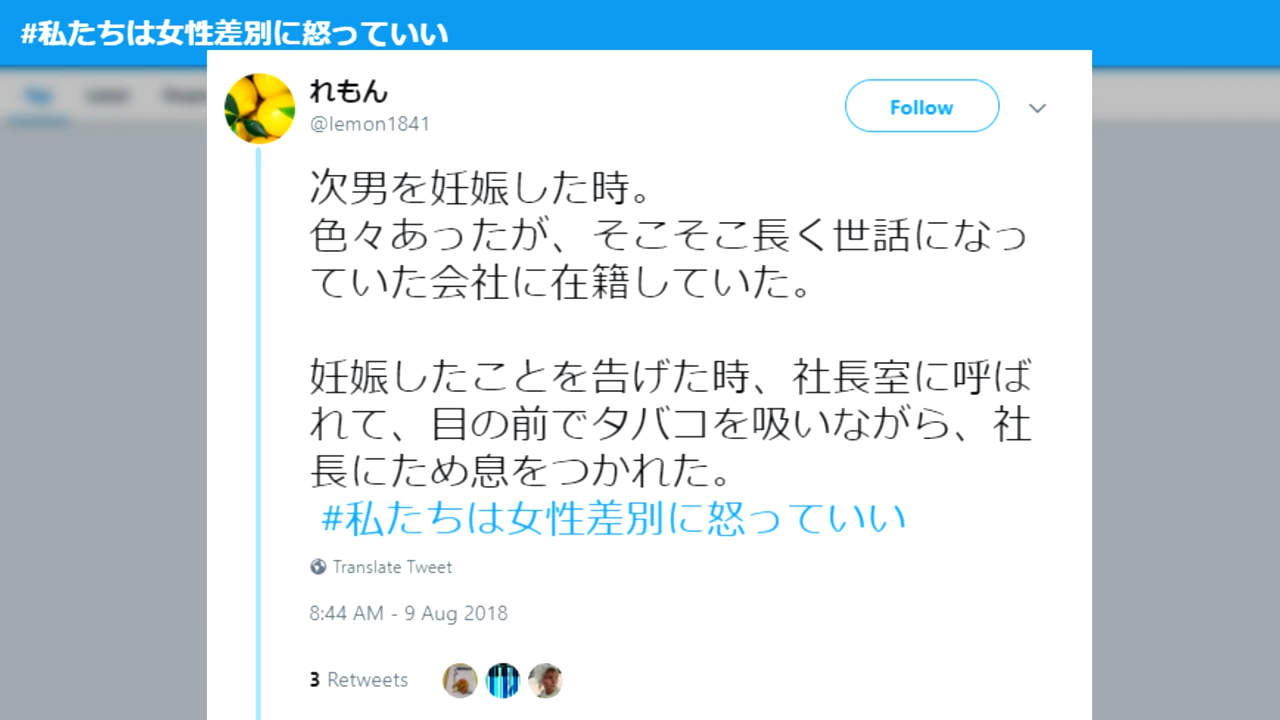 #私たちは女性差別に怒っていい
れもん
@lemon1841
Follow
次男を妊娠した時。
色々あったが、そこそこ長く世話になっ
ていた会社に在籍していた。
妊娠したことを告げた時、社長室に呼ば
れて、目の前でタバコを吸いながら、社
長にため息をつかれた。
#私たちは女性差別に怒っていい
Translate Tweet
8:44 AM - 9 Aug 2018
3 Retweets